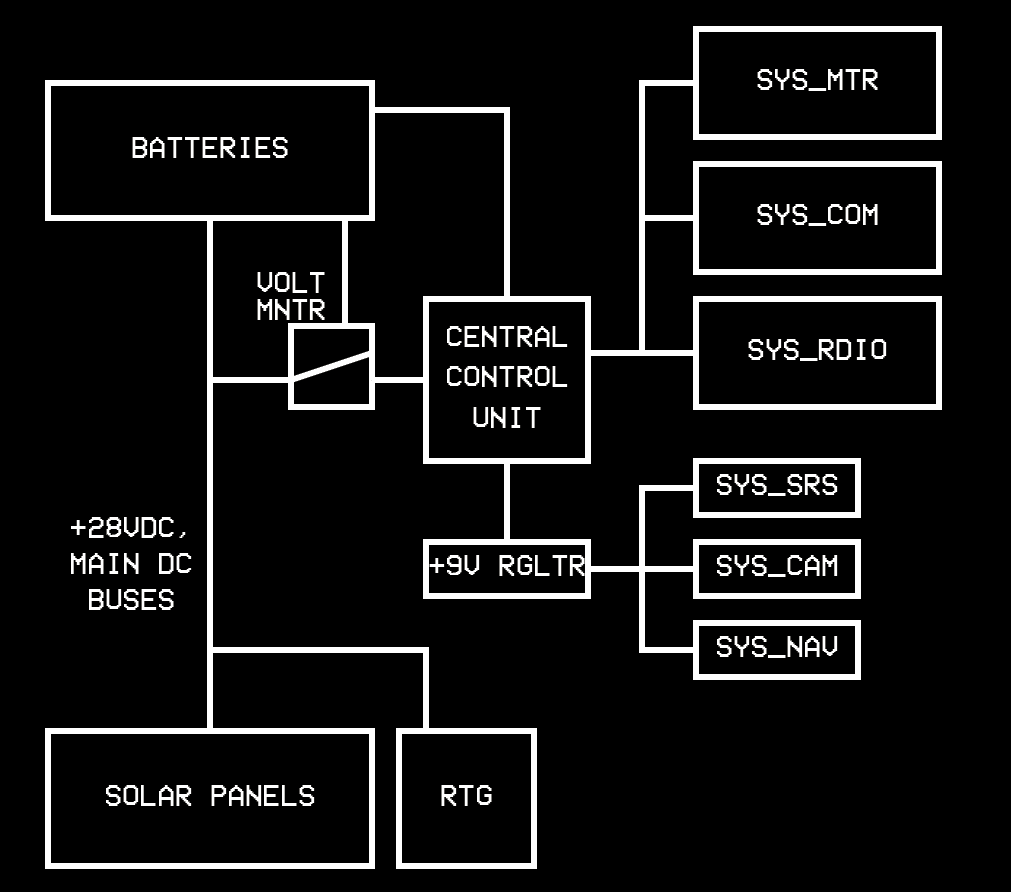 SYS_MTR
BATTERIES
SYS_COM
VOLT
MNTR
CENTRAL
CONTROL
UNIT
SYS_RDIO
SYS_SRS
+28VDC,
MAIN DC
BUSES
+9V RGLTR
SYS_CAM
SYS_NAV
SOLAR PANELS
RTG